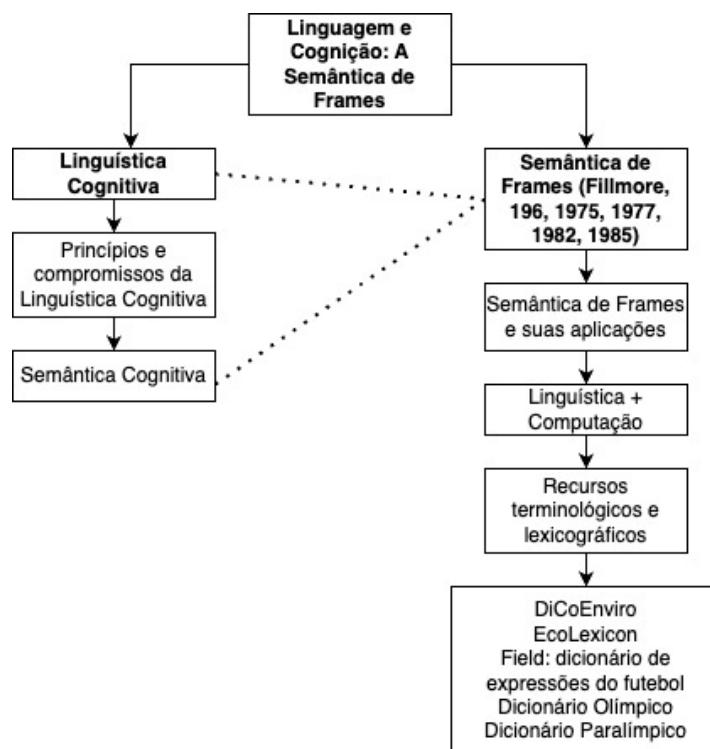 Linguagem e
Cognição: A
Semântica de
Frames
Linguística
Cognitiva
Princípios e
compromissos da
Linguística Cognitiva
Semântica Cognitiva
Semântica de
Frames (Fillmore,
196, 1975, 1977,
1982, 1985)
Semântica de Frames
e suas aplicações
Linguística +
Computação
Recursos
terminológicos e
lexicográficos
DiCoEnviro
EcoLexicon
Field: dicionário de
expressões do futebol
Dicionário Olímpico
Dicionário Paralímpico